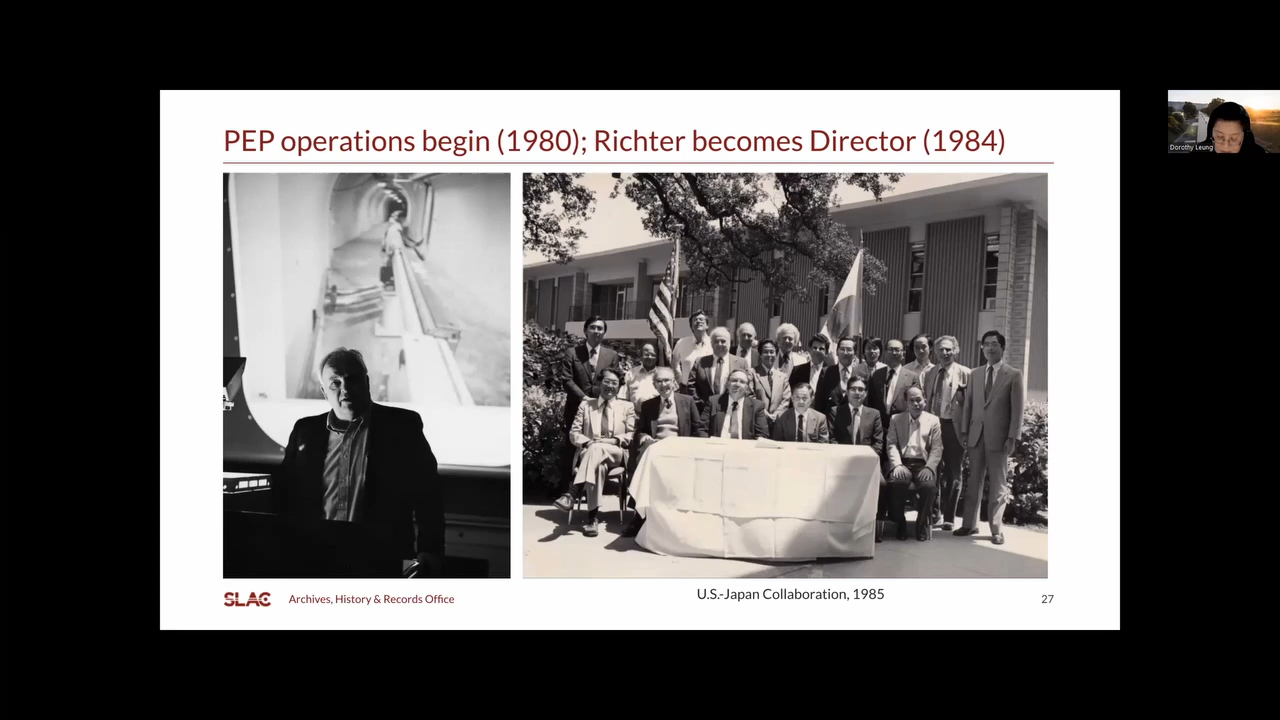 PEP operations begin (1980); Richter becomes Director (1984)
Dorothy Leung
U.S.-Japan Collaboration, 1985
SLAC Archives, History & Records Office
27